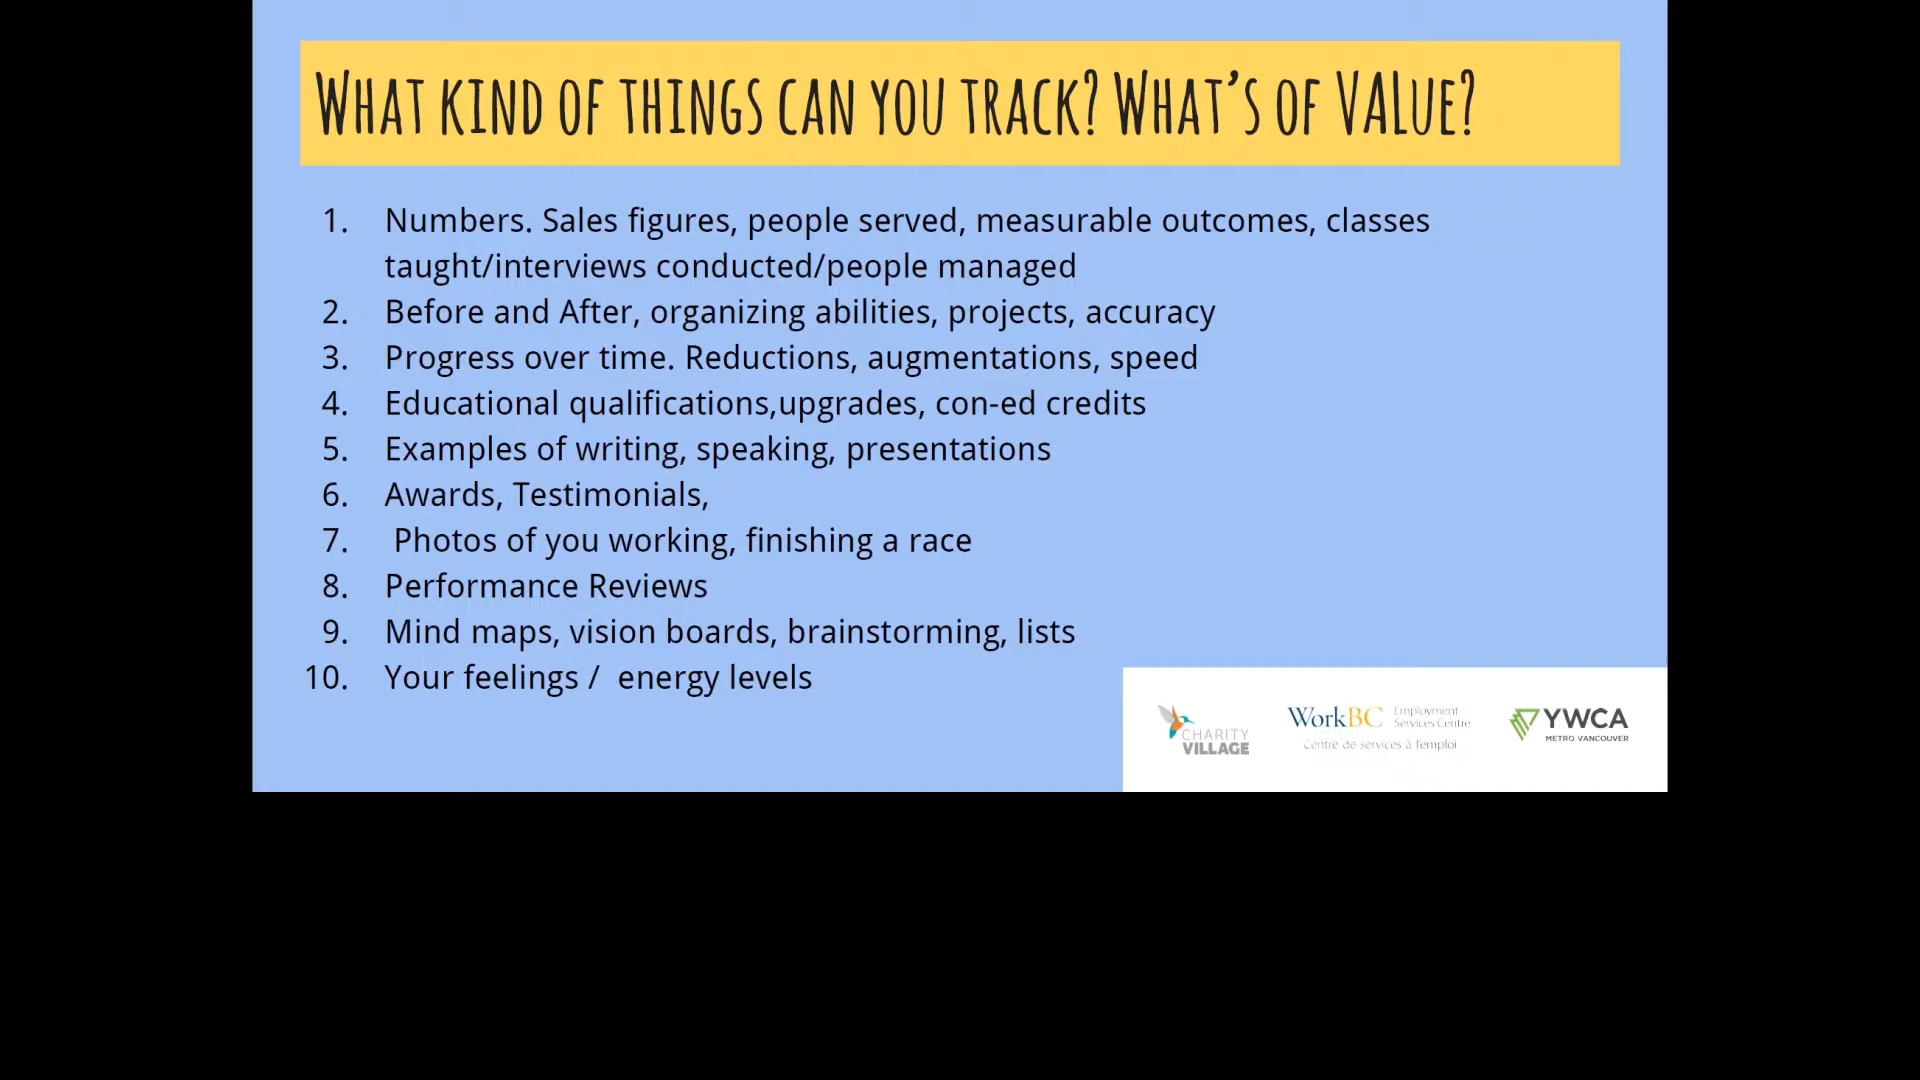 WHAT KIND OF THINGS CAN YOU TRACK? WHAT'S OF VALUE?
1. Numbers. Sales figures, people served, measurable outcomes, classes
taught/interviews conducted/people managed
2. Before and After, organizing abilities, projects, accuracy
3. Progress over time. Reductions, augmentations, speed
4. Educational qualifications,upgrades, con-ed credits
5. Examples of writing, speaking, presentations
6. Awards, Testimonials,
7. Photos of you working, finishing a race
8. Performance Reviews
9. Mind maps, vision boards, brainstorming, lists
10. Your feelings / energy levels
CHARITY
VILLAGE
WorkBC Employment
Services Centre
Centre de services à l'emploi
YWCA
METRO VANCOUVER